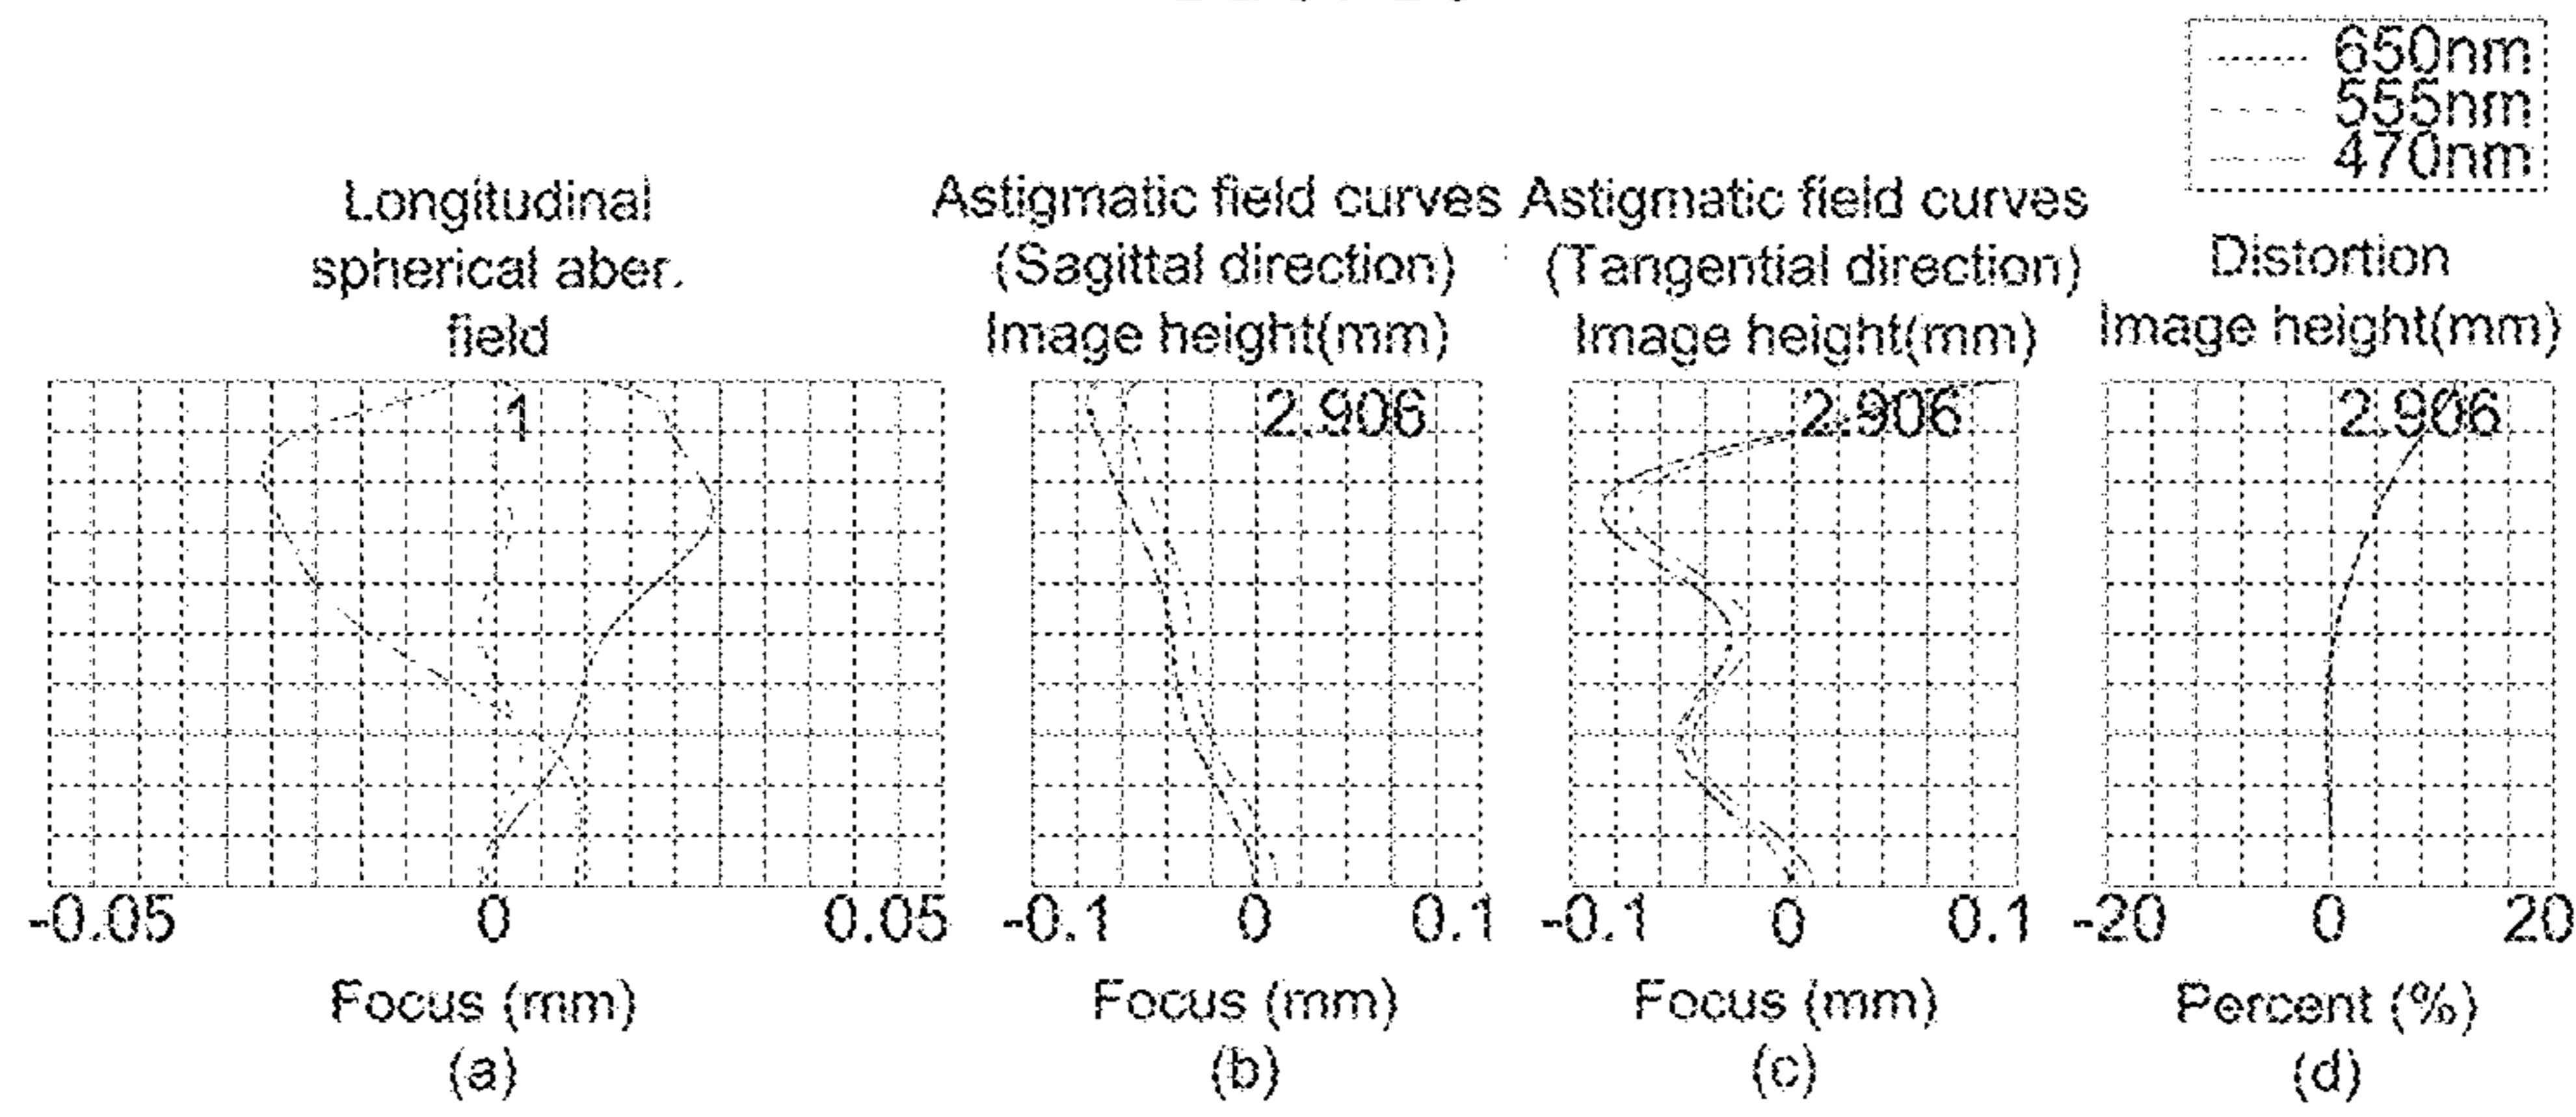 650nm
555nm
470nm
Longitudinal
spherical aber.
field
Astigmatic field curves
(Sagittal direction)
Image height(mm)
Astigmatic field curves
(Tangential direction)
Image height(mm)
Distortion
Image height(mm)
1
2.906
2.906
2.906
-0.05 0 0.05
-0.1 0 0.1
-0.1 0 0.1
-20 0 20
Focus (mm)
Focus (mm)
Focus (mm)
Percent (%)
(a)
(b)
(c)
(d)